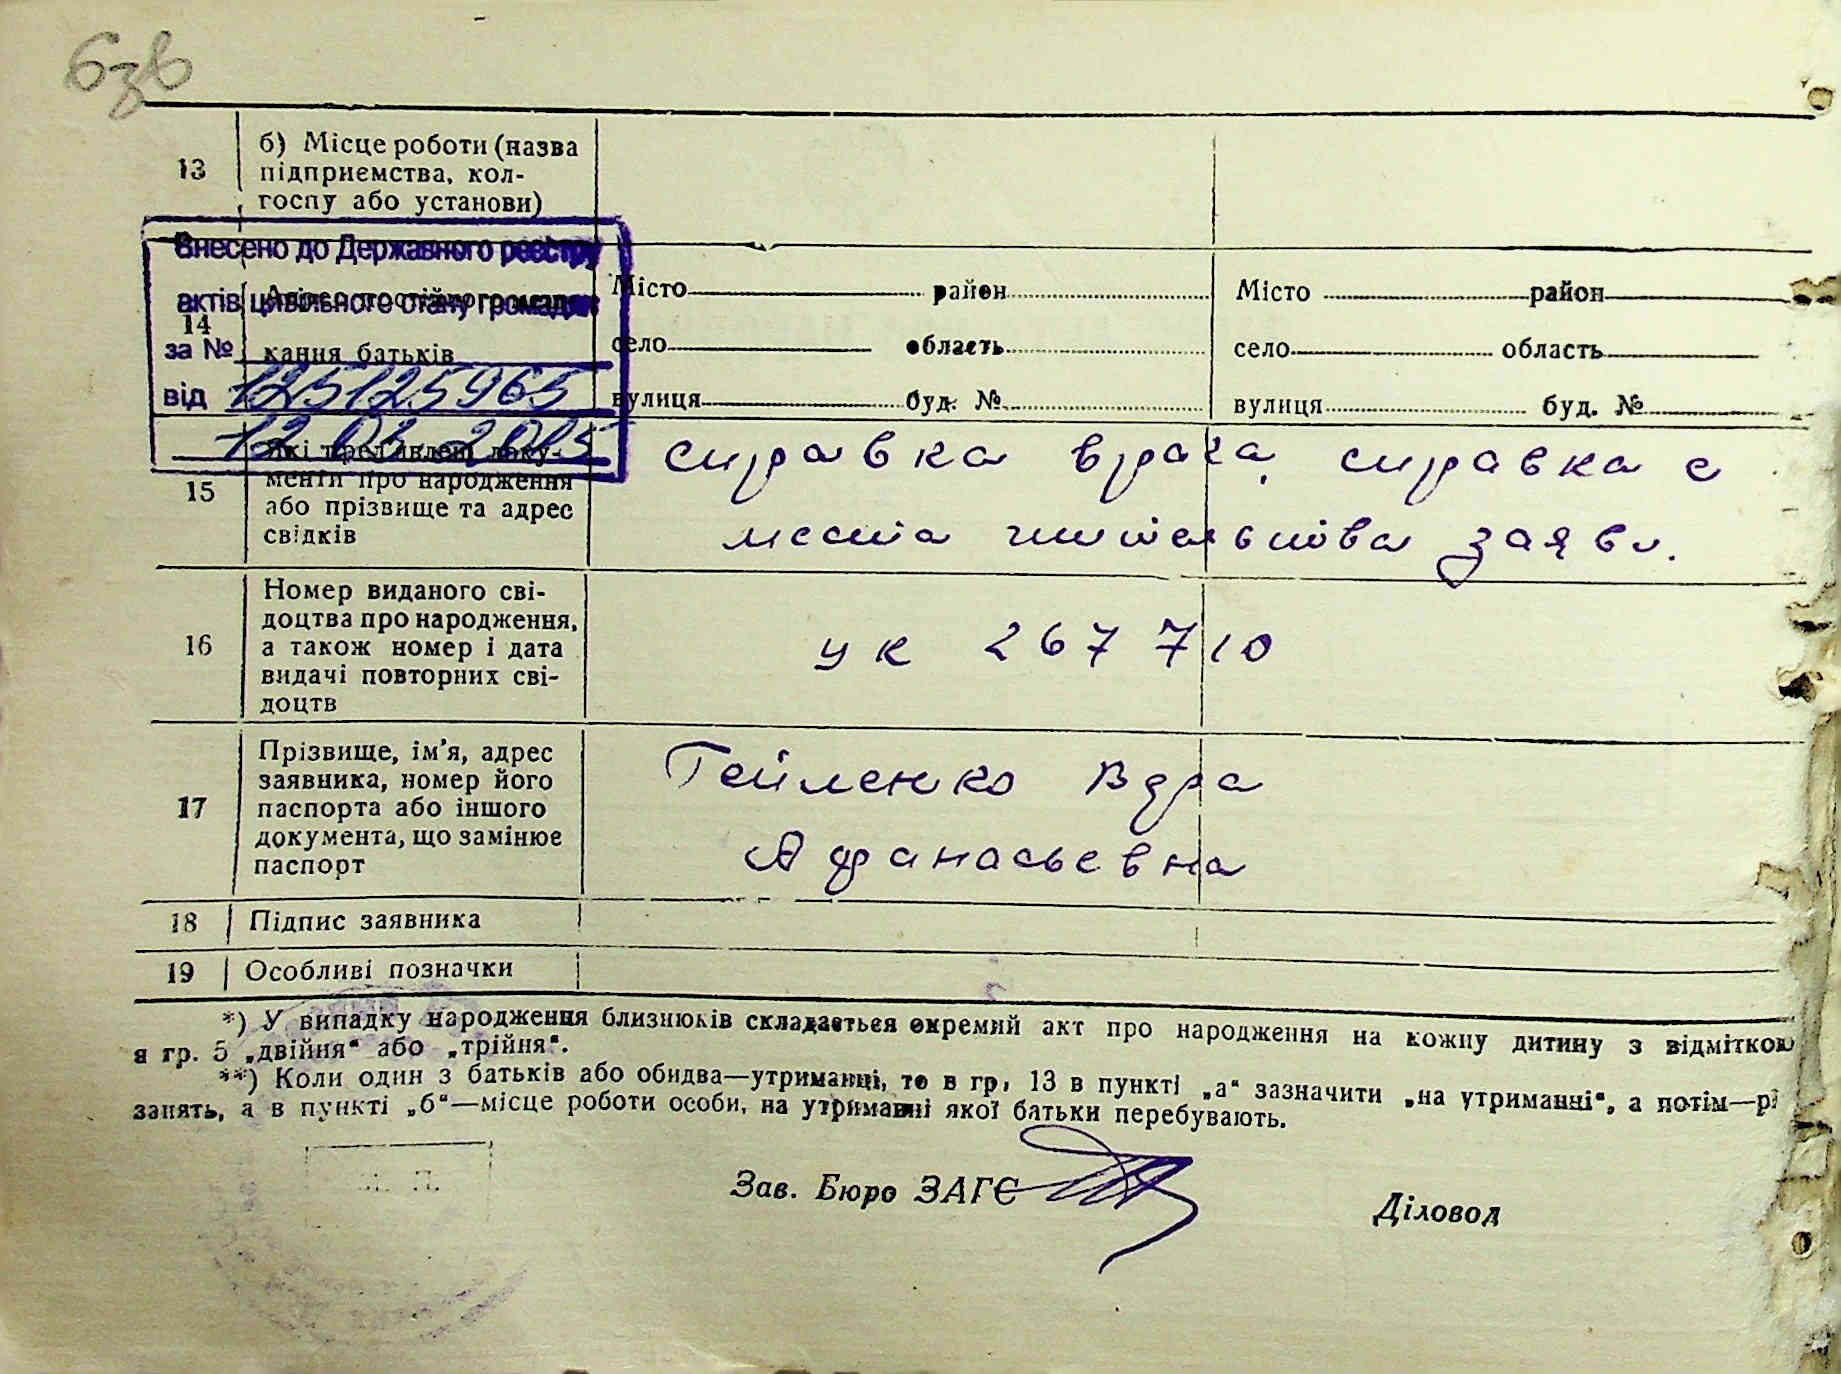 13
б) Місце роботи (назва
підприємства, кол-
госпу або установи)
Внесено до Державного реєстру
актів цивільного стану громадян
за №
від 125125965
14
кання батьків
Місто район
село область
вулиця буд. №
Місто район
село область
вулиця буд. №
15
Які пред'явлені доку-
менти про народження
або прізвище та адрес
свідків
справка врача, справка с
места жительства заяви.
16
Номер виданого сві-
доцтва про народження,
а також номер і дата
видачі повторних сві-
доцтв
УК 267710
17
Прізвище, ім'я, адрес
заявника, номер його
паспорта або іншого
документа, що замінює
паспорт
Гейленко
Афанасьевна
18 Підпис заявника
19 Особливі позначки
*) У випадку народження близнюків складається окремий акт про народження на кожну дитину з відміткою
в гр. 5 „двійня“ або „трійня“.
**) Коли один з батьків або обидва—утриманці, то в гр. 13 в пункті „а“ зазначити „на утриманні“, а потім—рі
занять, а в пункті „б“—місце роботи особи, на утриманні якої батьки перебувають.
М. П.
Зав. Бюро ЗАГС
Діловод